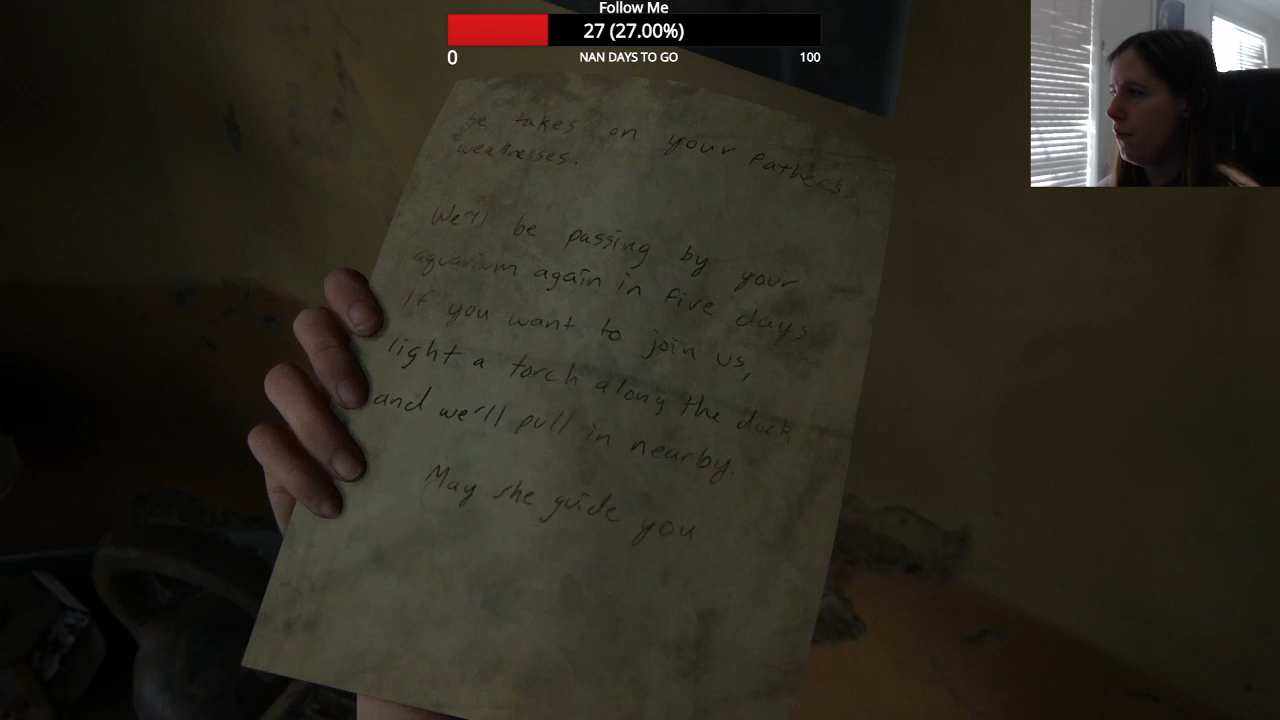 Follow Me
27 (27.00%)
0 NAN DAYS TO GO 100
he takes on your fathers
weaknesses.
We'll be passing by your
aquarium again in five days
If you want to join us,
light a torch along the dock
and we'll pull in nearby.
May she guide you